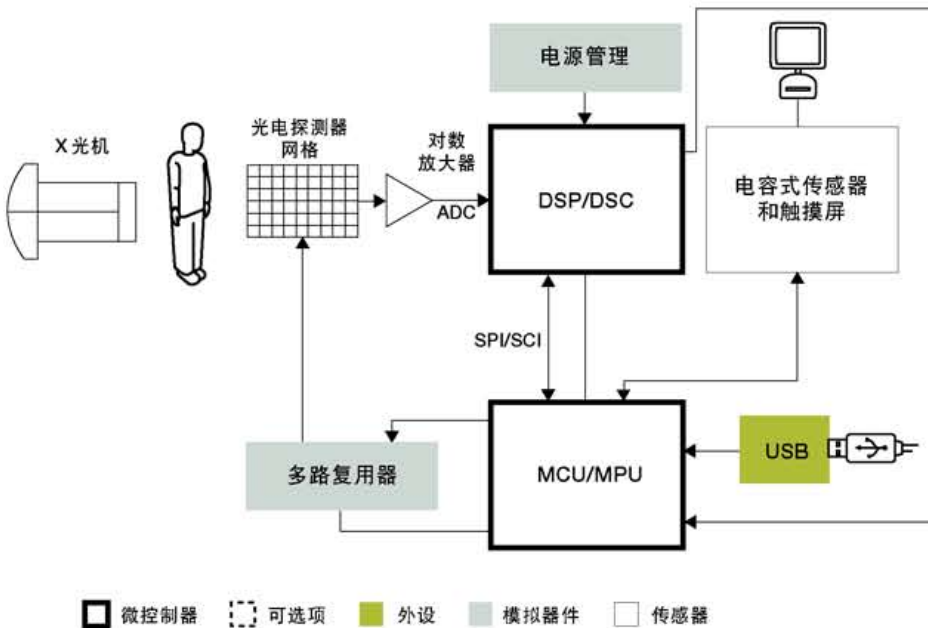 电源管理
X光机
光电探测器
网格
对数
放大器
ADC
DSP/DSC
电容式传感器
和触摸屏
SPI/SCI
多路复用器
MCU/MPU
USB
微控制器
可选项
外设
模拟器件
传感器